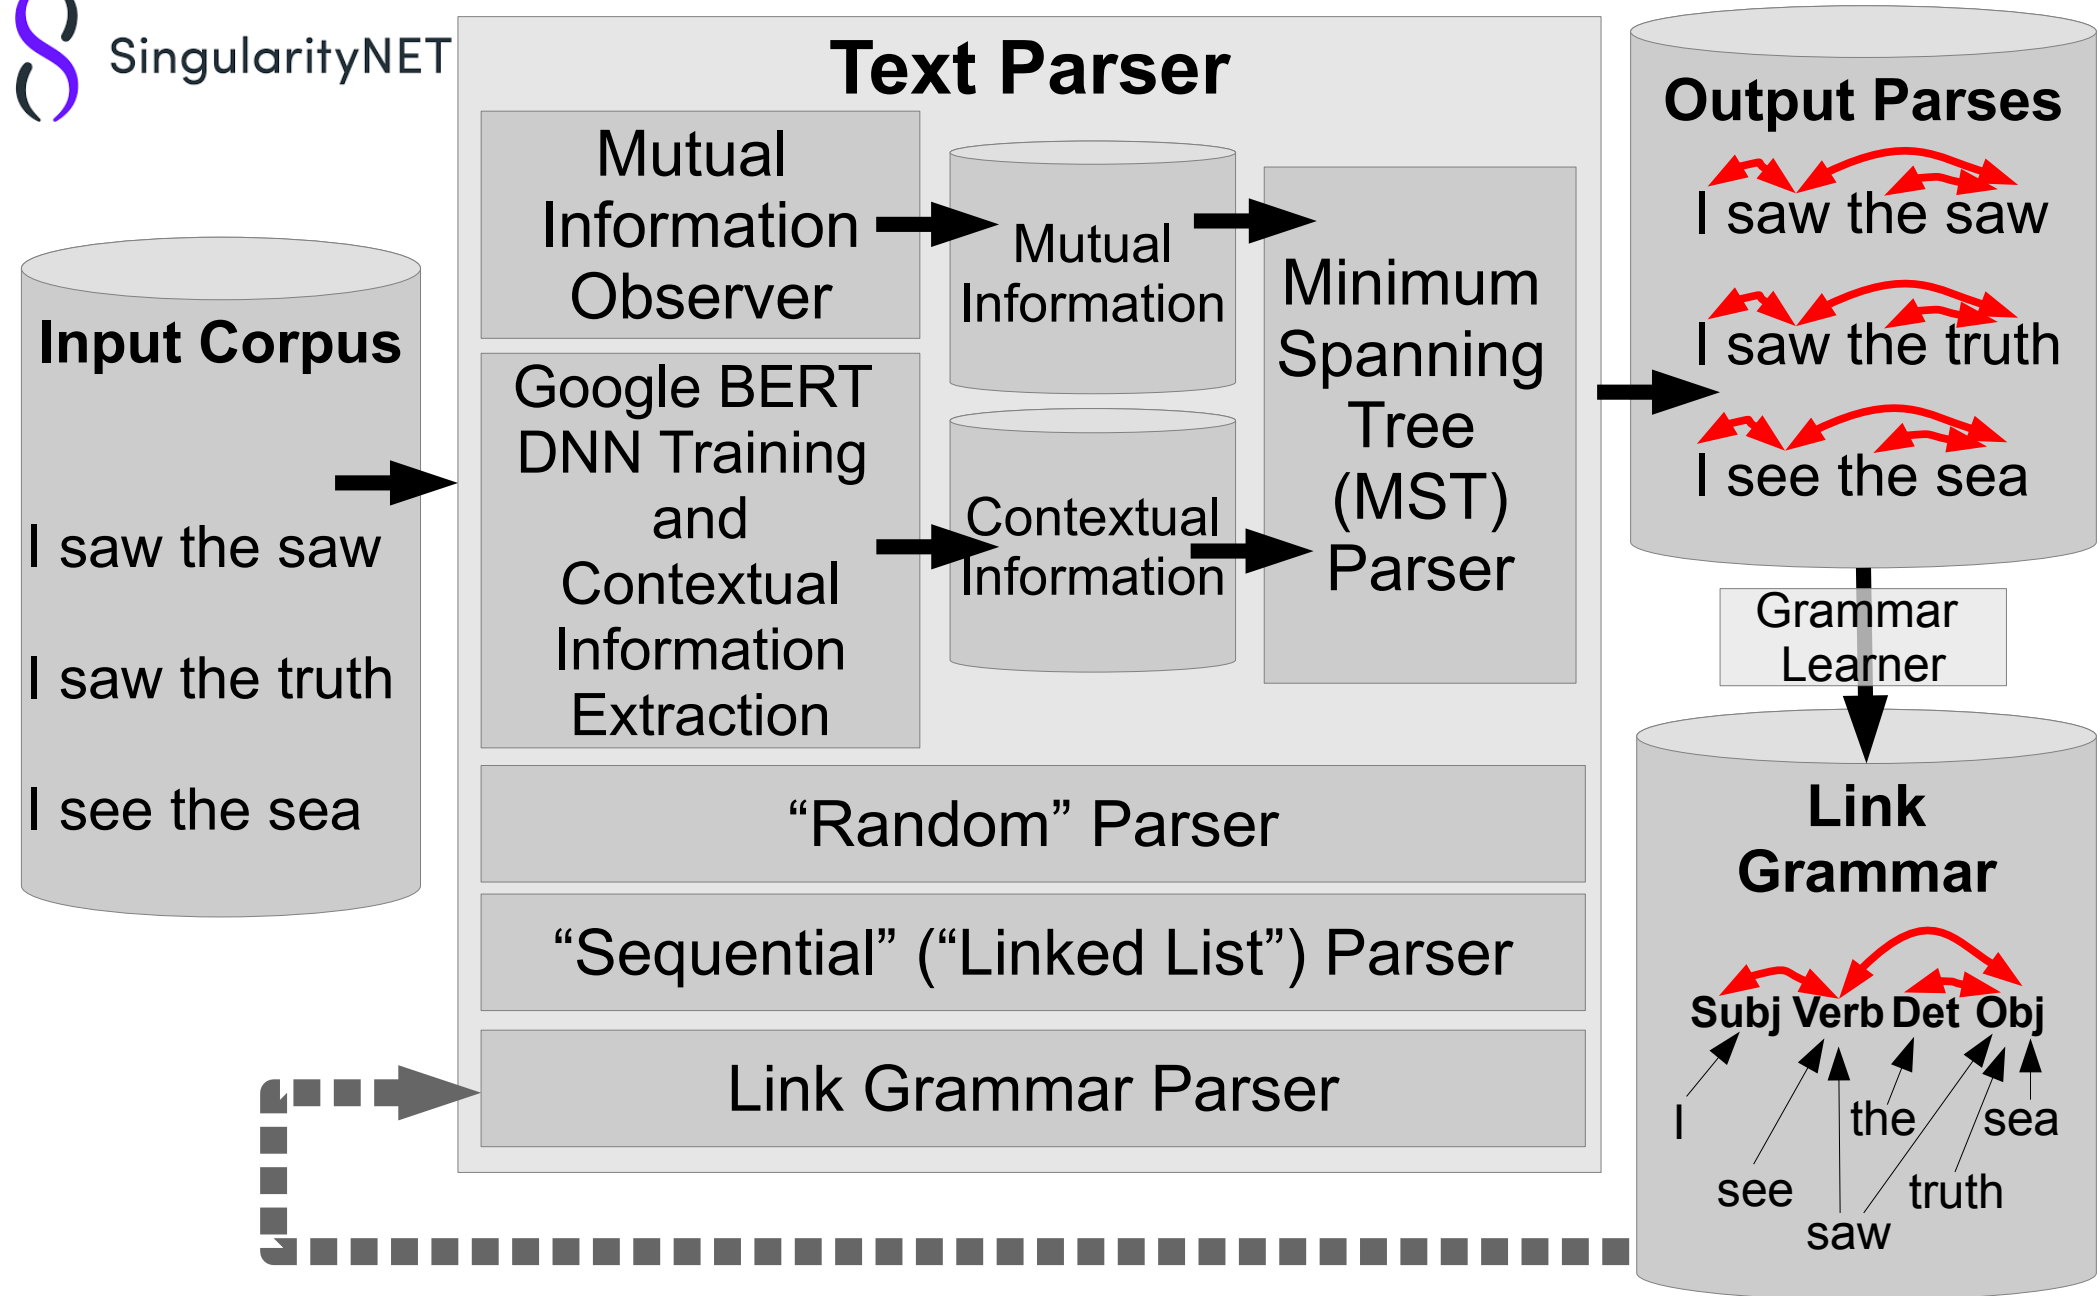 SingularityNET
Text Parser
Input Corpus
I saw the saw
I saw the truth
I see the sea
Mutual
Information
Observer
Google BERT
DNN Training
and
Contextual
Information
Extraction
Mutual
Information
Contextual
Information
Minimum
Spanning
Tree
(MST)
Parser
“Random” Parser
“Sequential” (“Linked List”) Parser
Link Grammar Parser
Output Parses
I saw the saw
I saw the truth
I see the sea
Grammar
Learner
Link
Grammar
Subj Verb Det Obj
I the sea
see truth
saw